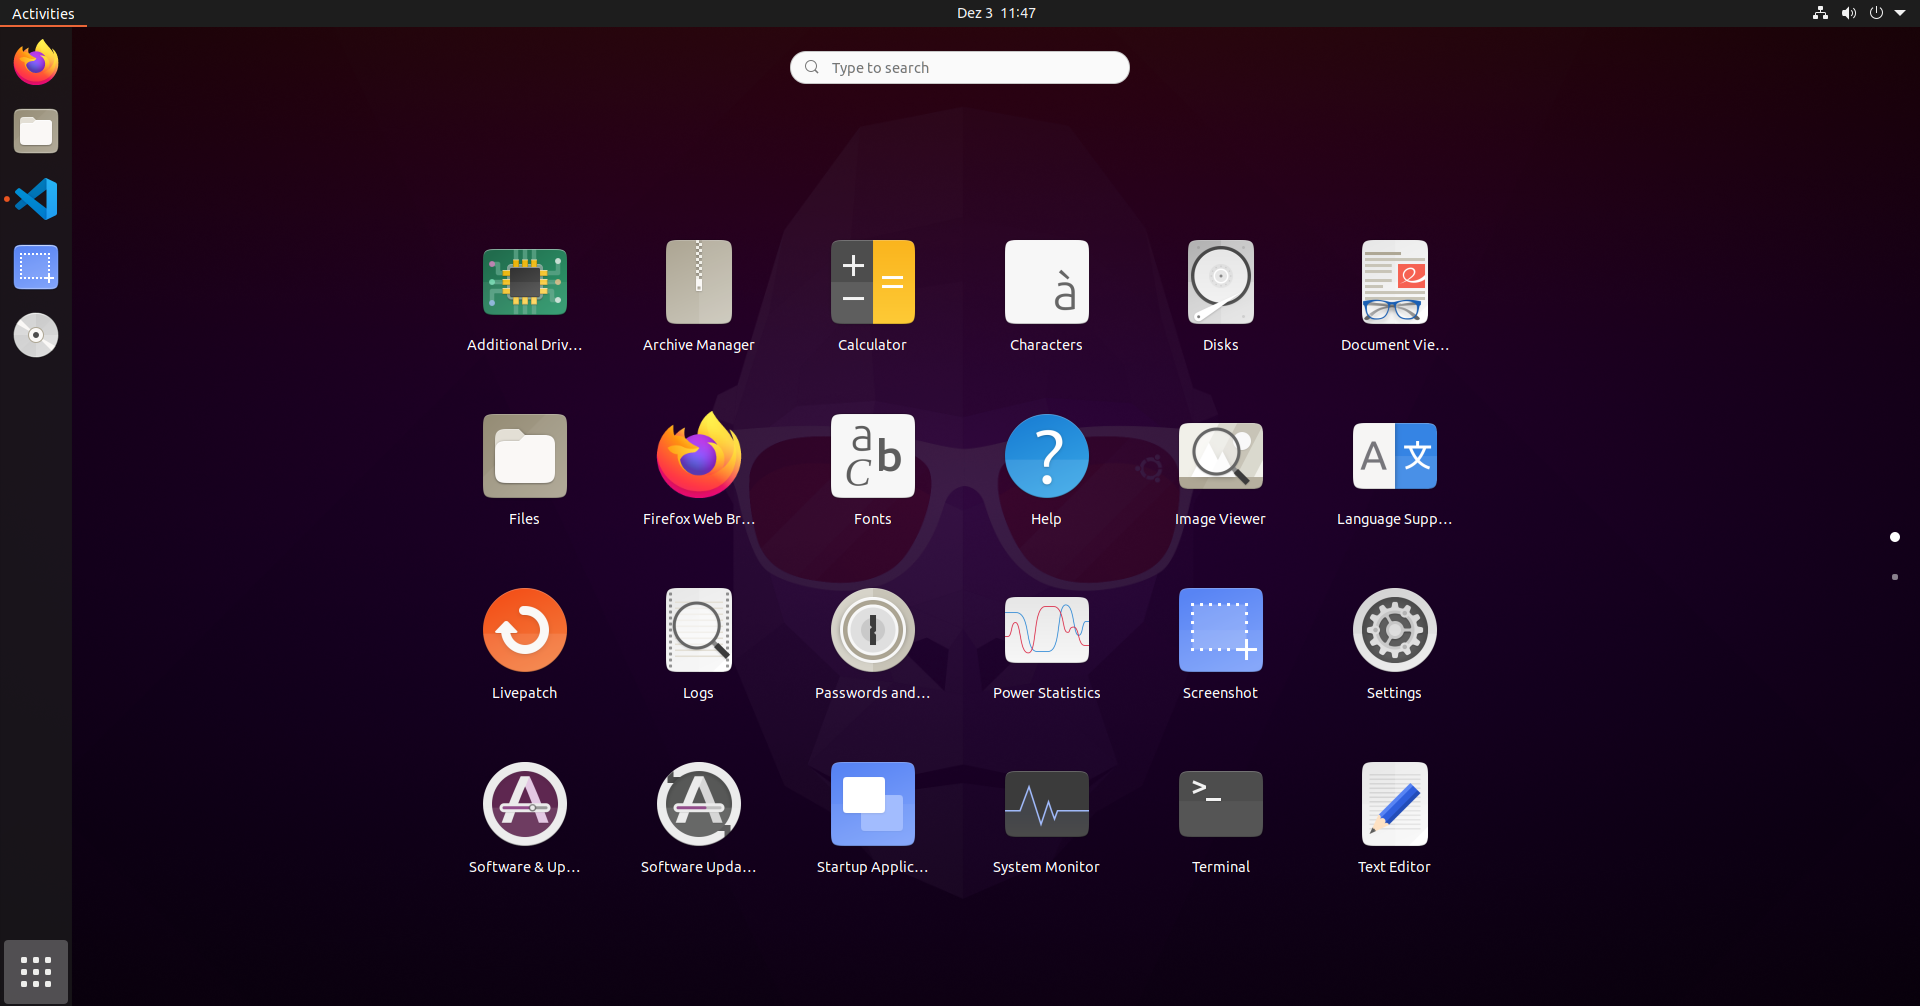 Activities
Dez 3 11:47
Type to search
Additional Driv…
Archive Manager
Calculator
Characters
Disks
Document Vie…
Files
Firefox Web Br…
Fonts
Help
Image Viewer
Language Supp…
Livepatch
Logs
Passwords and…
Power Statistics
Screenshot
Settings
Software & Up…
Software Upda…
Startup Applic…
System Monitor
Terminal
Text Editor